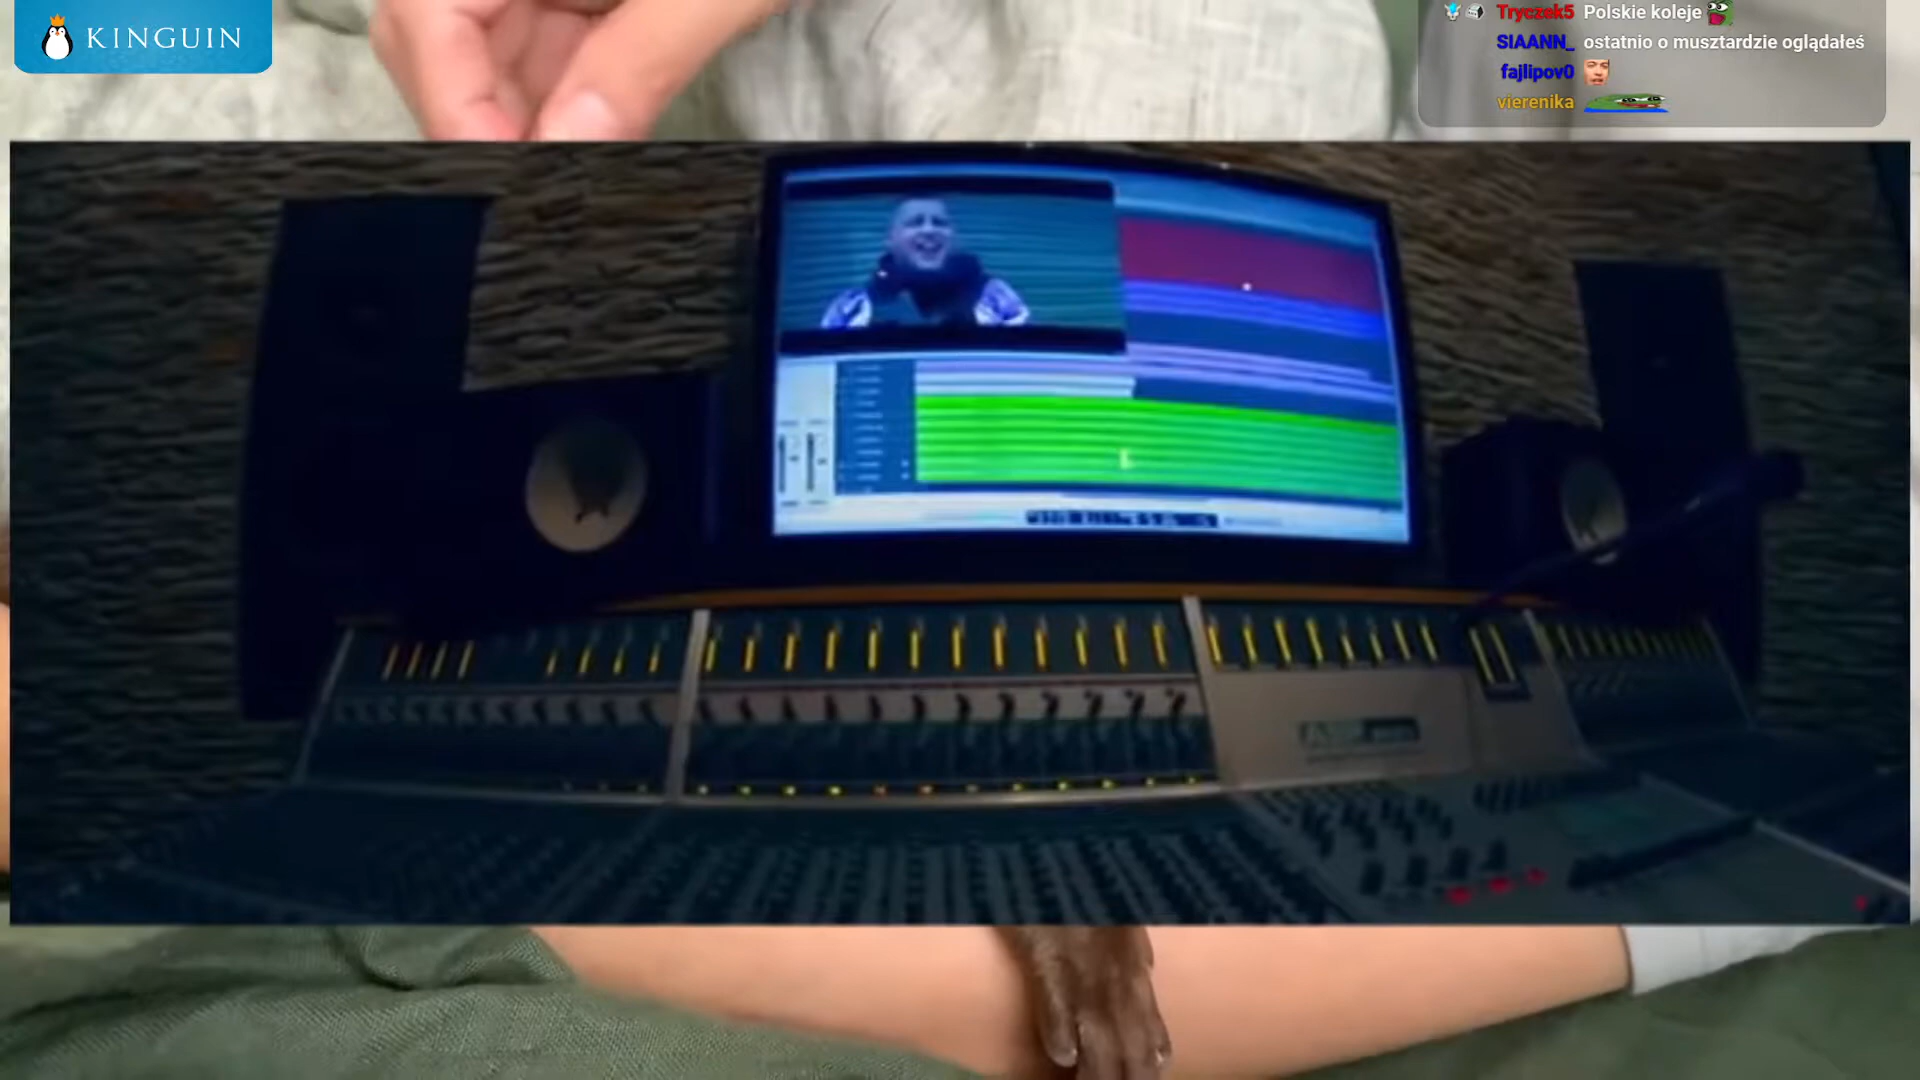 KINGUIN
Tryczek5 Polskie koleje
SIAANN_ ostatnio o musztardzie oglądałeś
fajlipov0
vierenika